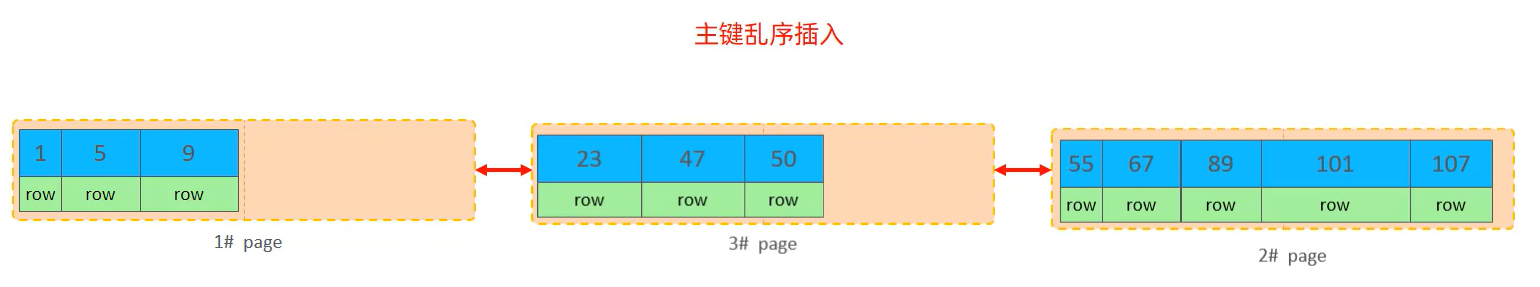 主键乱序插入
1 5 9
row row row
1# page
23 47 50
row row row
3# page
55 67 89 101 107
row row row row row
2# page